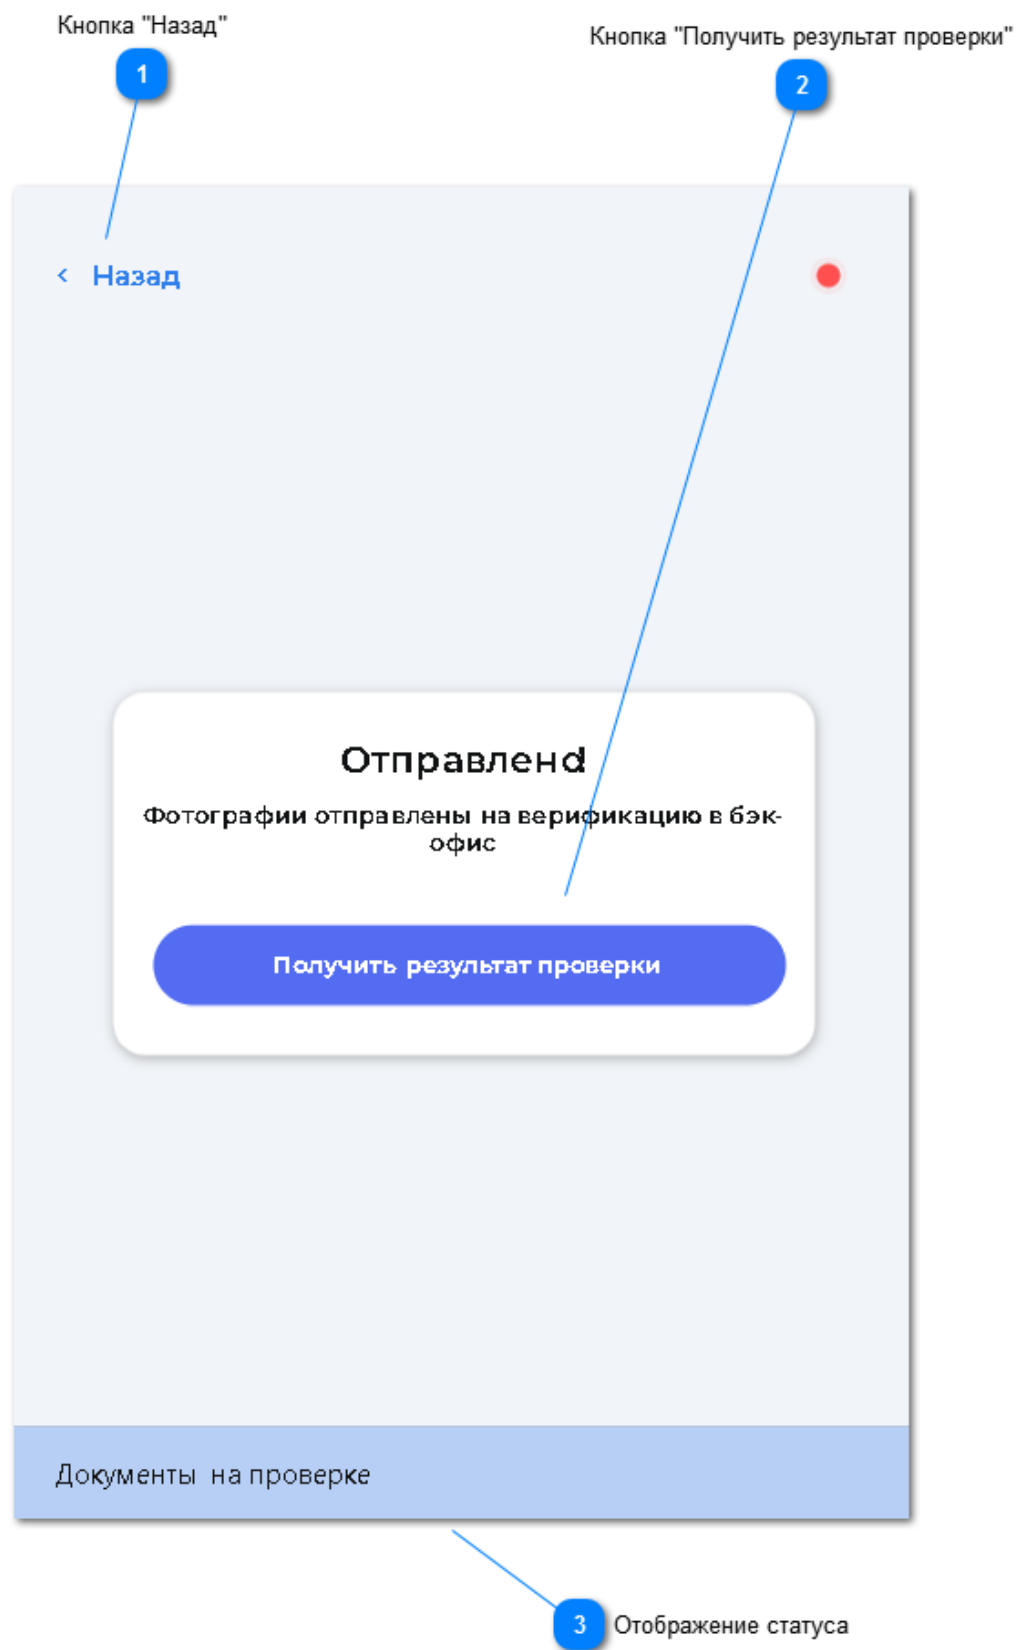 Кнопка "Назад"
Кнопка "Получить результат проверки"
1
2
< Назад
Отправлено!
Фотографии отправлены на верификацию в бэк-
офис
Получить результат проверки
Документы на проверке
3 Отображение статуса